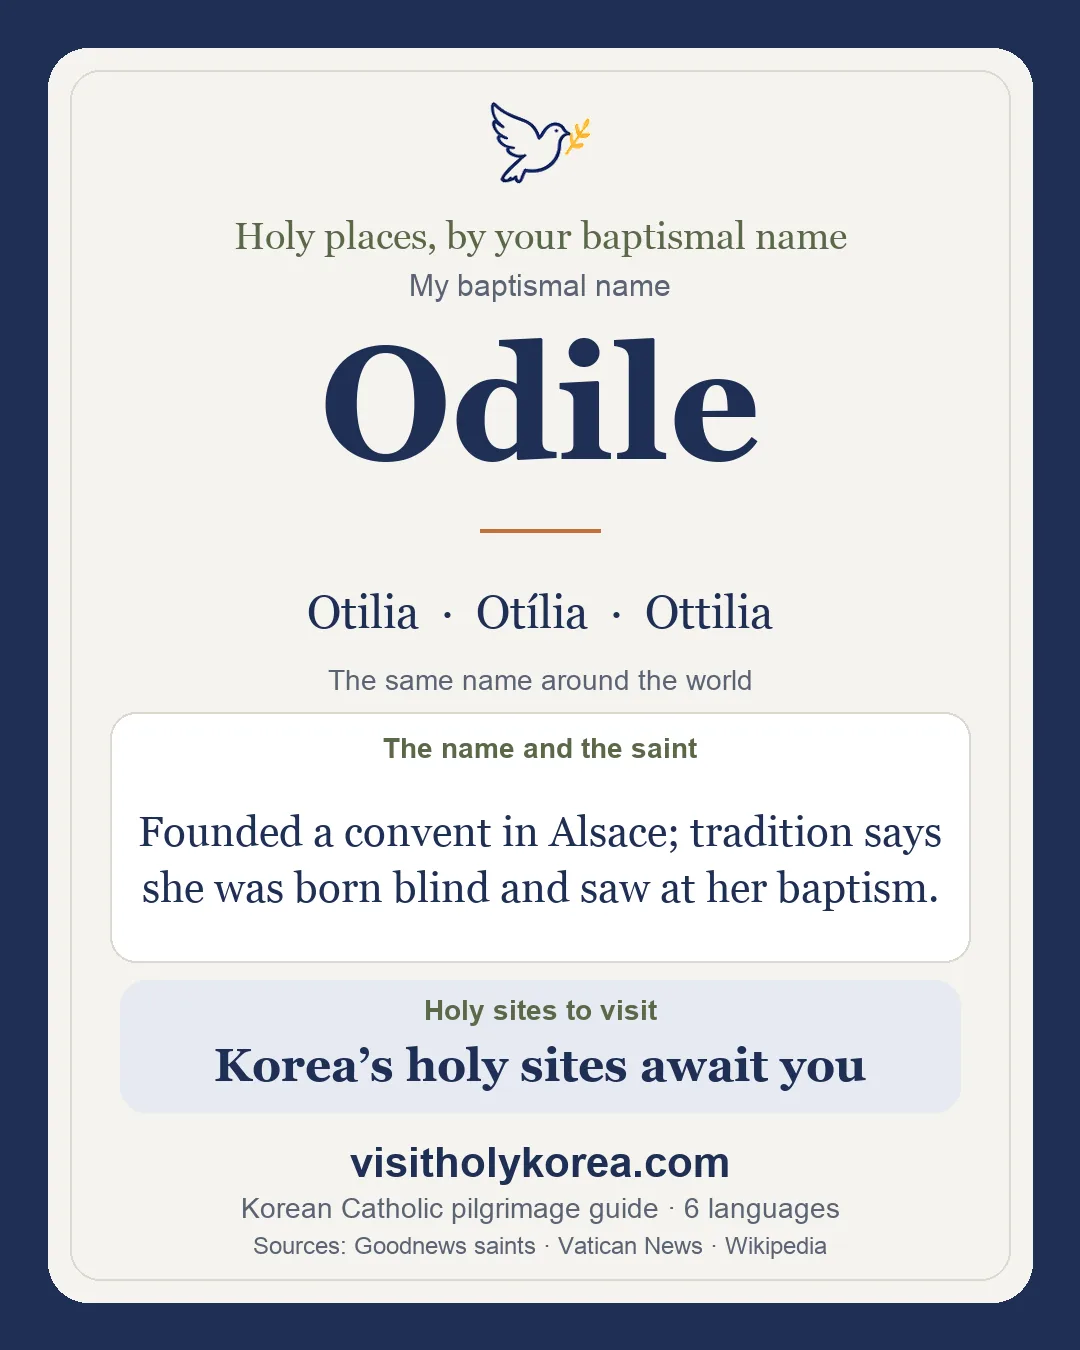 Holy places, by your baptismal name
My baptismal name
Odile
Otilia · Otília · Ottilia
The same name around the world
The name and the saint
Founded a convent in Alsace; tradition says
she was born blind and saw at her baptism.
Holy sites to visit
Korea’s holy sites await you
visitholykorea.com
Korean Catholic pilgrimage guide · 6 languages
Sources: Goodnews saints · Vatican News · Wikipedia